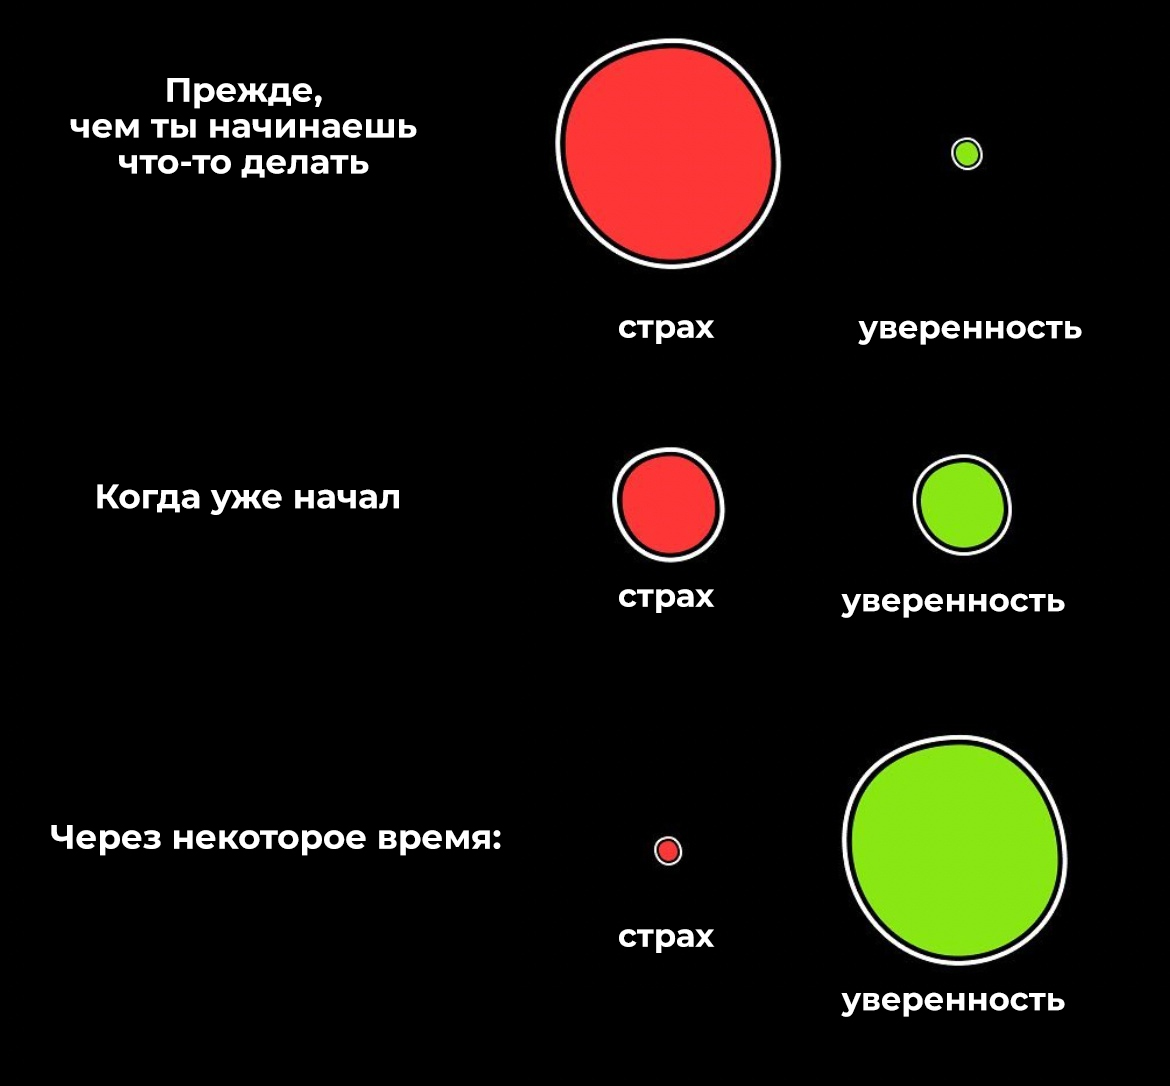 Прежде,
чем ты начинаешь
что-то делать
страх
уверенность
Когда уже начал
страх
уверенность
Через некоторое время:
страх
уверенность